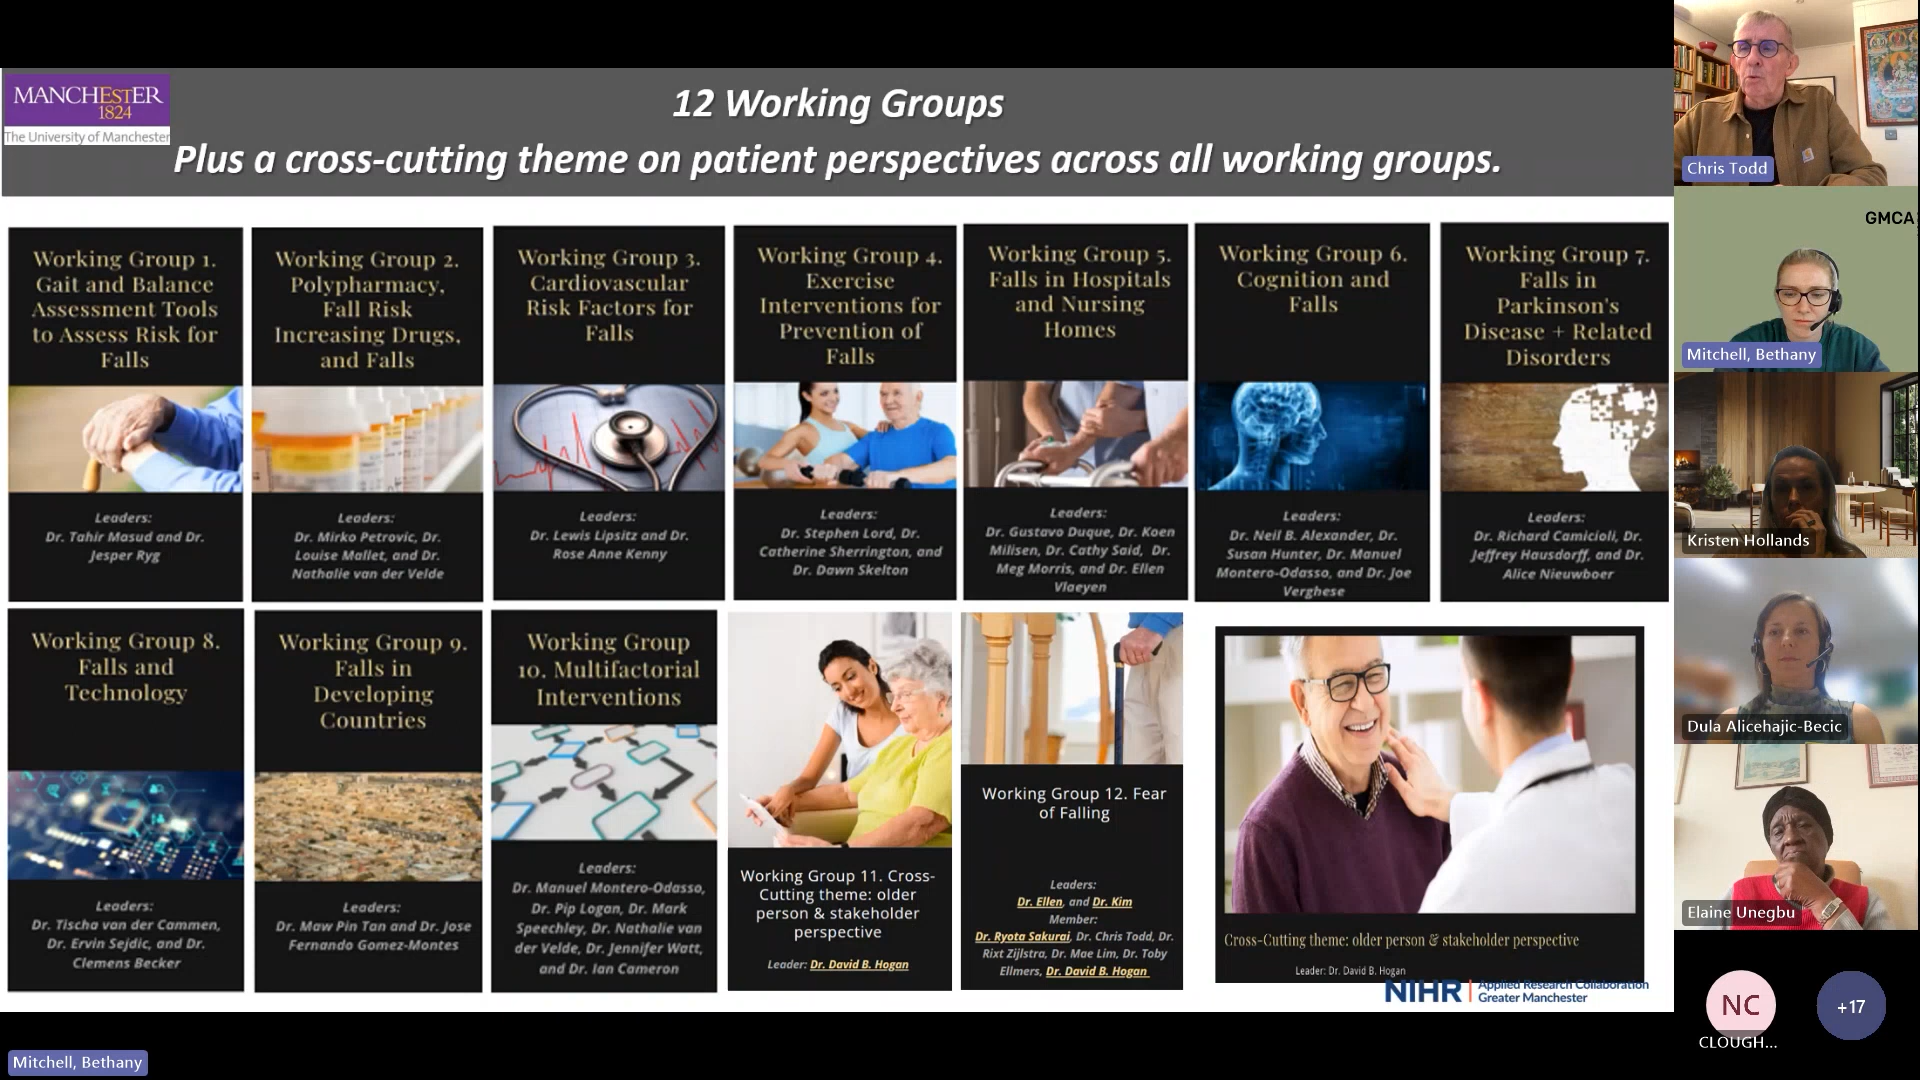 MANCHESTER
1824
The University of Manchester
12 Working Groups
Plus a cross-cutting theme on patient perspectives across all working groups.
Working Group 1.
Gait and Balance
Assessment Tools
to Assess Risk for
Falls
Leaders:
Dr. Tahir Masud and Dr.
Jesper Ryg
Working Group 2.
Polypharmacy,
Fall Risk
Increasing Drugs,
and Falls
Leaders:
Dr. Mirko Petrovic, Dr.
Louise Mallet, and Dr.
Nathalie van der Velde
Working Group 3.
Cardiovascular
Risk Factors for
Falls
Leaders:
Dr. Lewis Lipsitz and Dr.
Rose Anne Kenny
Working Group 4.
Exercise
Interventions for
Prevention of
Falls
Leaders:
Dr. Stephen Lord, Dr.
Catherine Sherrington, and
Dr. Dawn Skelton
Working Group 5.
Falls in Hospitals
and Nursing
Homes
Leaders:
Dr. Gustavo Duque, Dr. Koen
Milisen, Dr. Cathy Said, Dr.
Meg Morris, and Dr. Ellen
Vlaeyen
Working Group 6.
Cognition and
Falls
Leaders:
Dr. Neil B. Alexander, Dr.
Susan Hunter, Dr. Manuel
Montero-Odasso, and Dr. Joe
Verghese
Working Group 7.
Falls in
Parkinson's
Disease + Related
Disorders
Leaders:
Dr. Richard Camicioli, Dr.
Jeffrey Hausdorff, and Dr.
Alice Nieuwboer
Working Group 8.
Falls and
Technology
Leaders:
Dr. Tischa van der Cammen,
Dr. Ervin Sejdic, and Dr.
Clemens Becker
Working Group 9.
Falls in
Developing
Countries
Leaders:
Dr. Maw Pin Tan and Dr. Jose
Fernando Gomez-Montes
Working Group
10. Multifactorial
Interventions
Leaders:
Dr. Manuel Montero-Odasso,
Dr. Pip Logan, Dr. Mark
Speechley, Dr. Nathalie van
der Velde, Dr. Jennifer Watt,
and Dr. Ian Cameron
Working Group 11. Cross-
Cutting theme: older
person & stakeholder
perspective
Leader: Dr. David B. Hogan
Working Group 12. Fear
of Falling
Leaders:
Dr. Ellen, and Dr. Kim
Member:
Dr. Ryota Sakurai, Dr. Chris Todd, Dr.
Rixt Zijlstra, Dr. Mae Lim, Dr. Toby
Ellmers, Dr. David B. Hogan
Cross-Cutting theme: older person & stakeholder perspective
Leader: Dr. David B. Hogan
NIHR | Applied Research Collaboration
Greater Manchester
Chris Todd
GMCA
Mitchell, Bethany
Kristen Hollands
Dula Alicehajic-Becic
Elaine Unegbu
NC
CLOUGH...
+17
Mitchell, Bethany